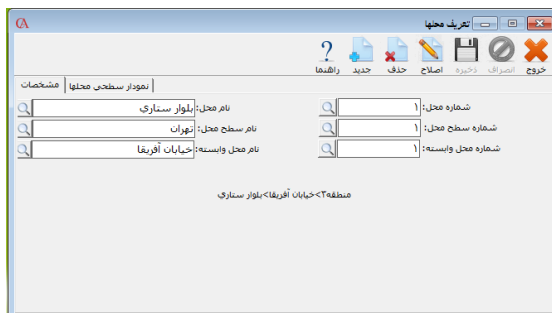 تعریف محلها
خروج انصراف ذخیره اصلاح حذف جدید راهنما
مشخصات نمودار سطحی محلها
شماره محل: ۱ نام محل: بلوار ستاري
شماره سطح محل: ۱ نام سطح محل: تهران
شماره محل وابسته: ۱ نام محل وابسته: خیابان آفریقا
منطقه۳>خیابان آفریقا>بلوار ستاري